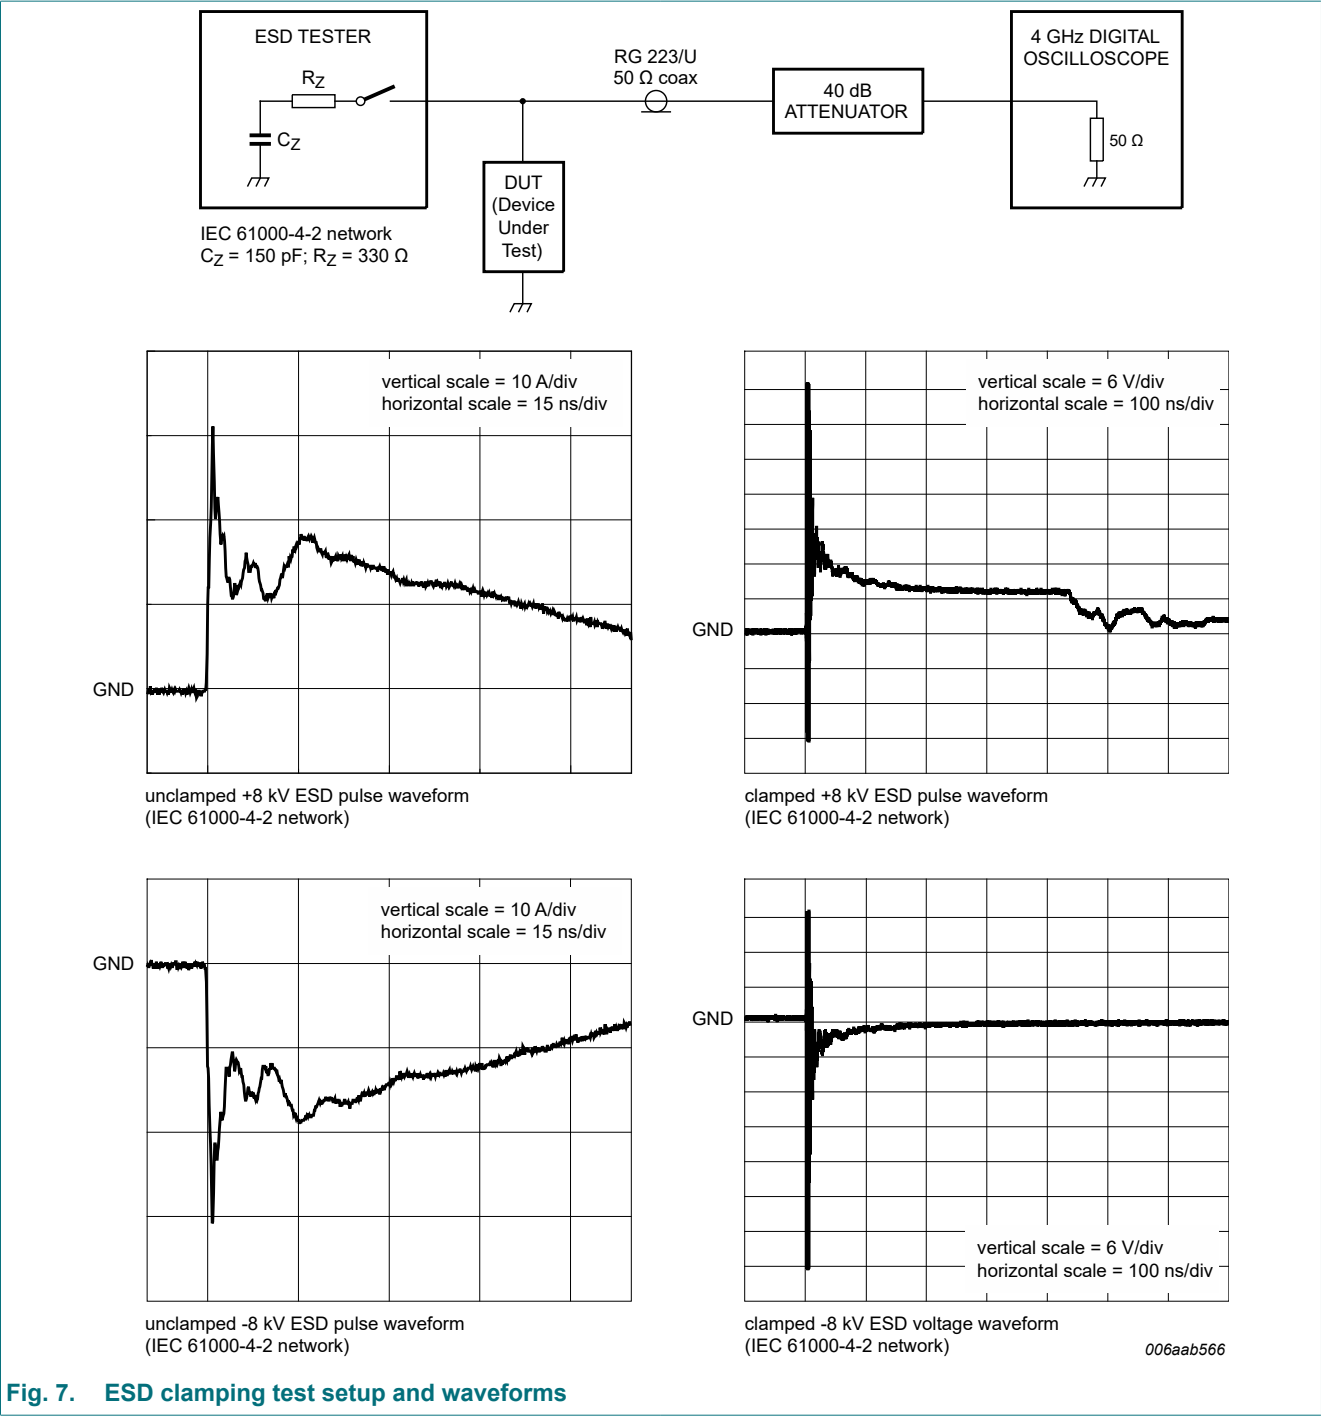 ESD TESTER
RZ
CZ
IEC 61000-4-2 network
CZ = 150 pF; RZ = 330 Ω
DUT
(Device
Under
Test)
RG 223/U
50 Ω coax
40 dB
ATTENUATOR
4 GHz DIGITAL
OSCILLOSCOPE
50 Ω
vertical scale = 10 A/div
horizontal scale = 15 ns/div
GND
unclamped +8 kV ESD pulse waveform
(IEC 61000-4-2 network)
vertical scale = 6 V/div
horizontal scale = 100 ns/div
GND
clamped +8 kV ESD pulse waveform
(IEC 61000-4-2 network)
vertical scale = 10 A/div
horizontal scale = 15 ns/div
GND
unclamped -8 kV ESD pulse waveform
(IEC 61000-4-2 network)
GND
vertical scale = 6 V/div
horizontal scale = 100 ns/div
clamped -8 kV ESD voltage waveform
(IEC 61000-4-2 network)
006aab566
Fig. 7. ESD clamping test setup and waveforms